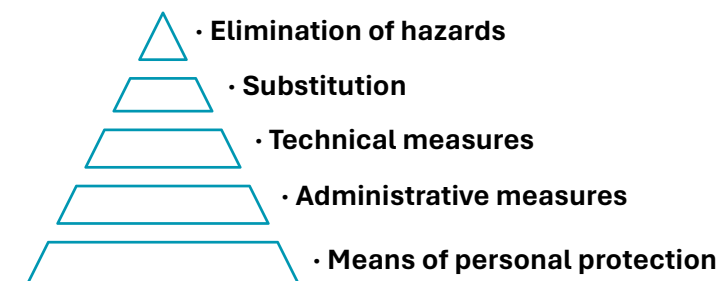 · Elimination of hazards
· Substitution
· Technical measures
· Administrative measures
· Means of personal protection